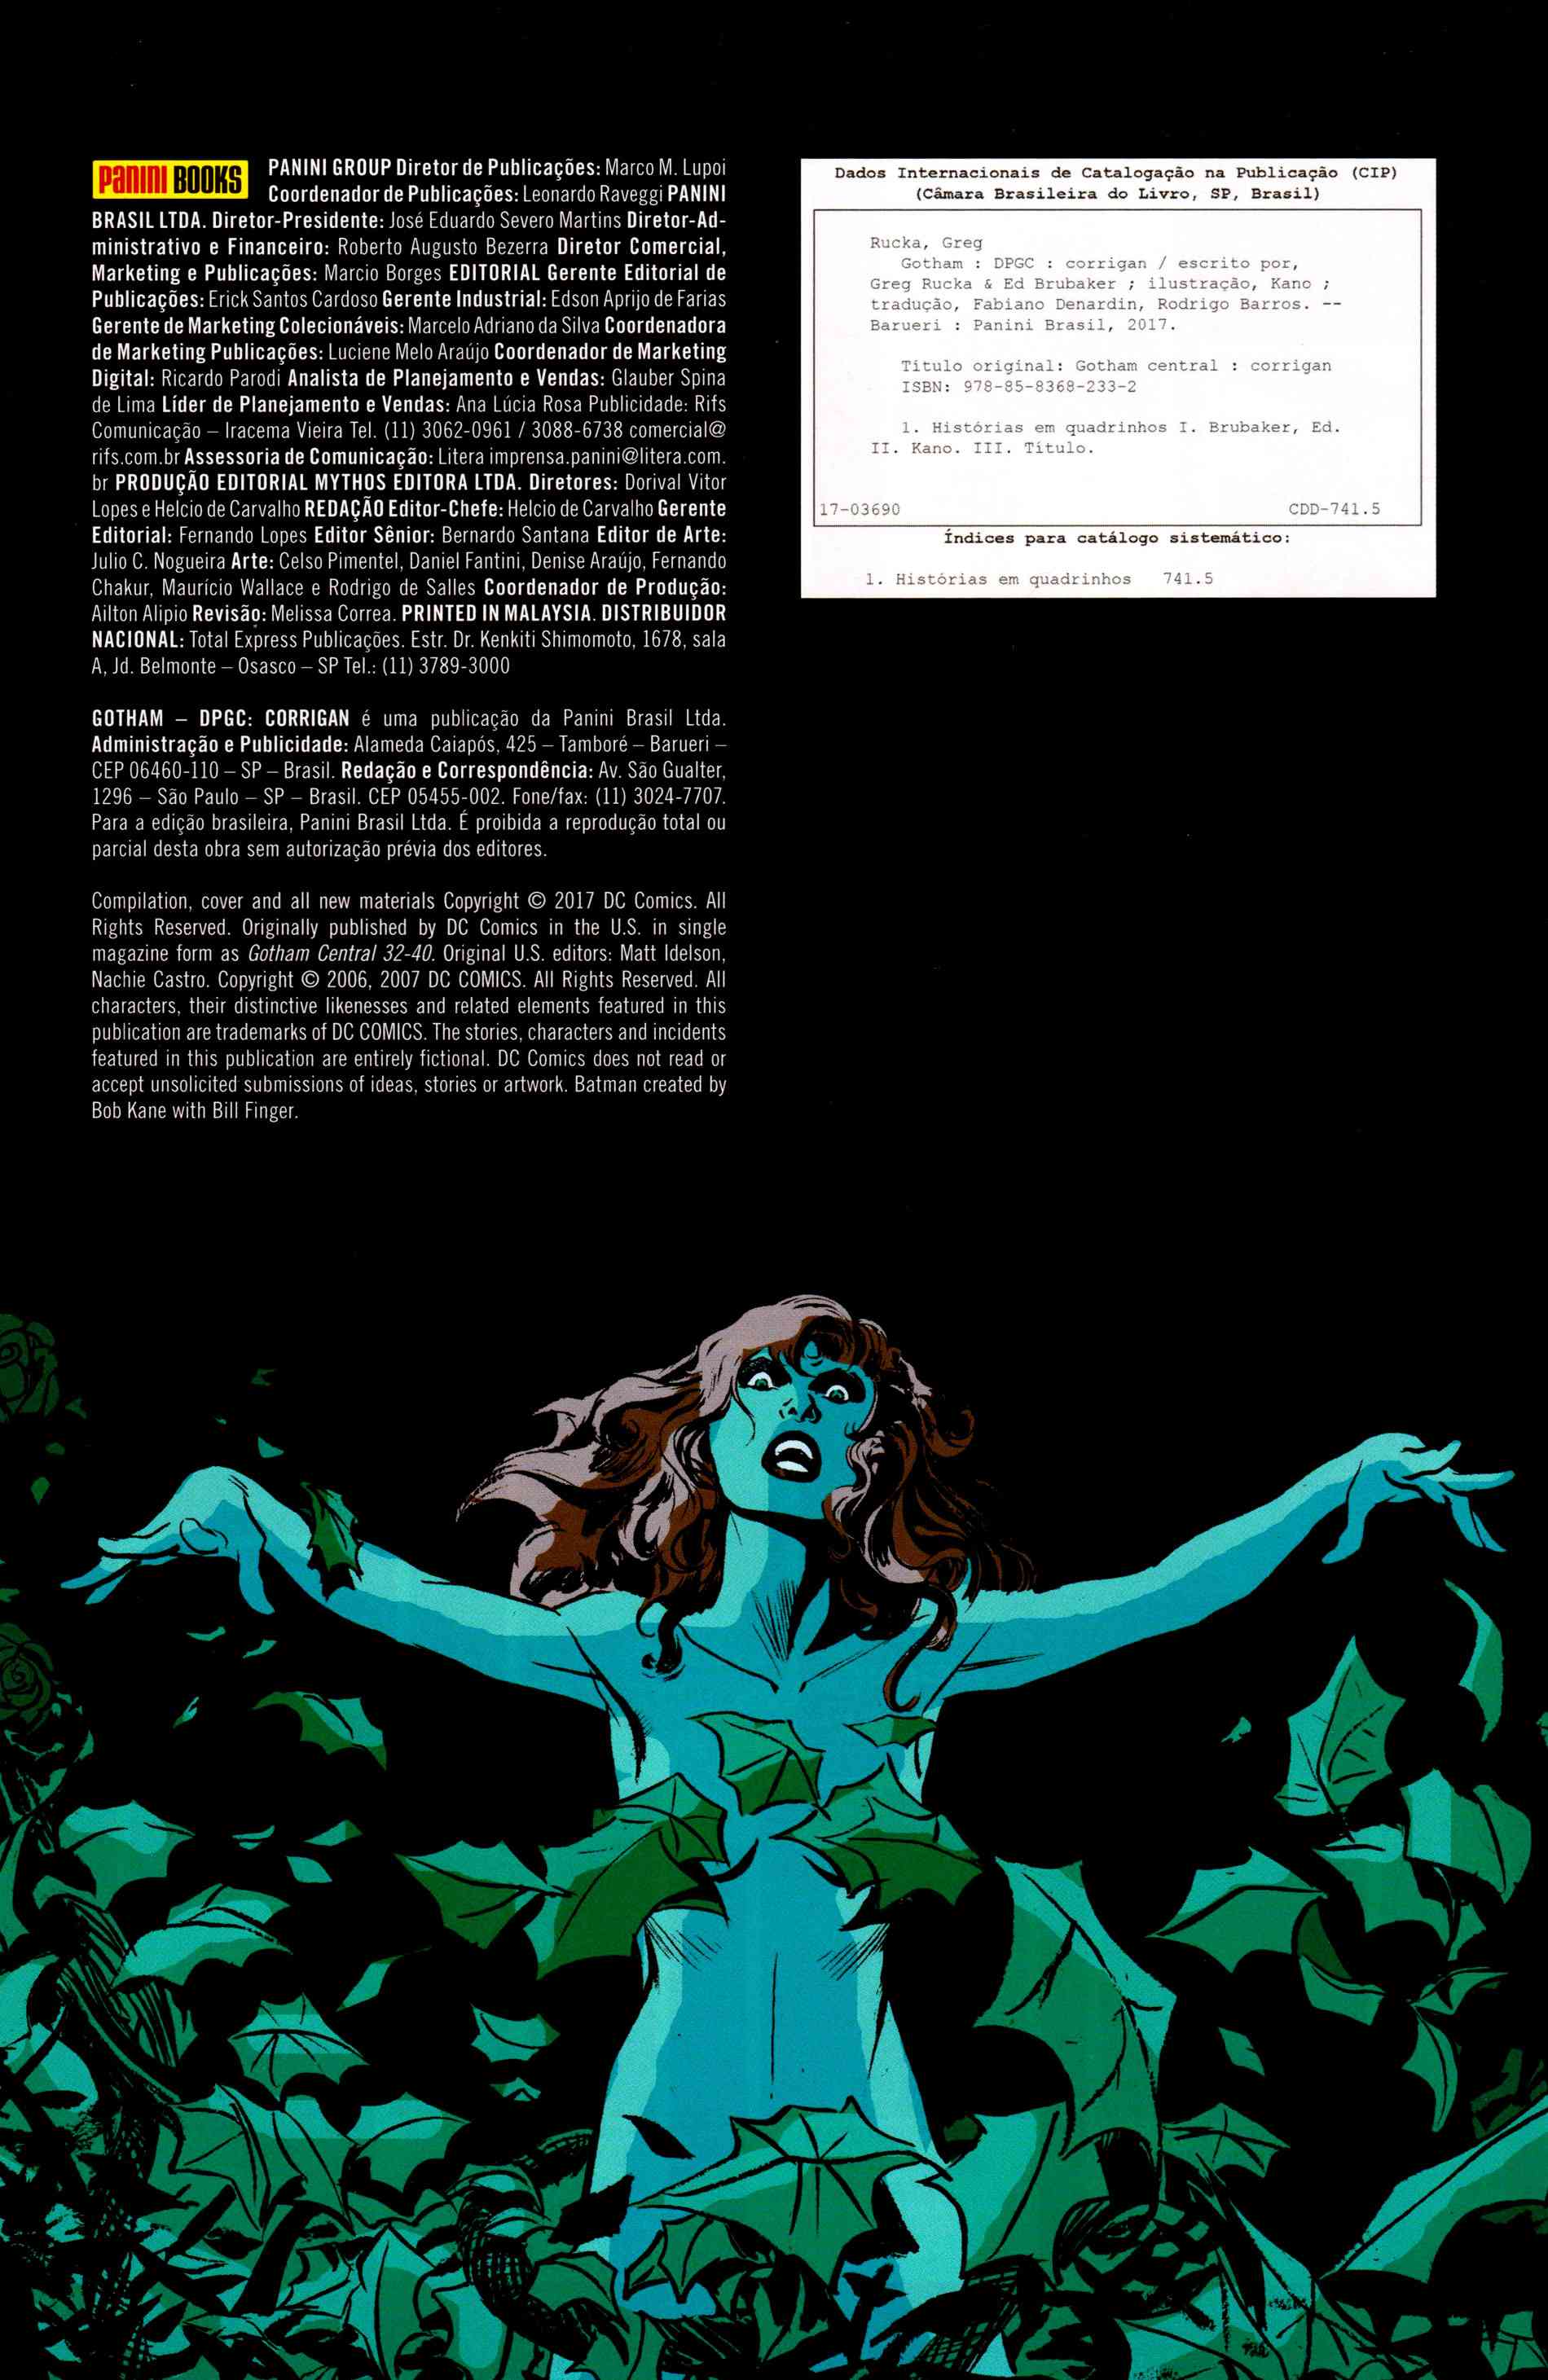 PANINI BOOKS
PANINI GROUP Diretor de Publicações: Marco M. Lupoi
Coordenador de Publicações: Leonardo Raveggi PANINI
BRASIL LTDA. Diretor-Presidente: José Eduardo Severo Martins Diretor-Ad-
ministrativo e Financeiro: Roberto Augusto Bezerra Diretor Comercial,
Marketing e Publicações: Marcio Borges EDITORIAL Gerente Editorial de
Publicações: Erick Santos Cardoso Gerente Industrial: Edson Aprijo de Farias
Gerente de Marketing Colecionáveis: Marcelo Adriano da Silva Coordenadora
de Marketing Publicações: Luciene Melo Araújo Coordenador de Marketing
Digital: Ricardo Parodi Analista de Planejamento e Vendas: Glauber Spina
de Lima Líder de Planejamento e Vendas: Ana Lúcia Rosa Publicidade: Rifs
Comunicação – Iracema Vieira Tel. (11) 3062-0961 / 3088-6738 comercial@
rifs.com.br Assessoria de Comunicação: Litera imprensa.panini@litera.com.
br PRODUÇÃO EDITORIAL MYTHOS EDITORA LTDA. Diretores: Dorival Vitor
Lopes e Helcio de Carvalho REDAÇÃO Editor-Chefe: Helcio de Carvalho Gerente
Editorial: Fernando Lopes Editor Sênior: Bernardo Santana Editor de Arte:
Julio C. Nogueira Arte: Celso Pimentel, Daniel Fantini, Denise Araújo, Fernando
Chakur, Maurício Wallace e Rodrigo de Salles Coordenador de Produção:
Ailton Alipio Revisão: Melissa Correa. PRINTED IN MALAYSIA. DISTRIBUIDOR
NACIONAL: Total Express Publicações. Estr. Dr. Kenkiti Shimomoto, 1678, sala
A, Jd. Belmonte – Osasco – SP Tel.: (11) 3789-3000
GOTHAM – DPGC: CORRIGAN é uma publicação da Panini Brasil Ltda.
Administração e Publicidade: Alameda Caiapós, 425 – Tamboré – Barueri –
CEP 06460-110 – SP – Brasil. Redação e Correspondência: Av. São Gualter,
1296 – São Paulo – SP – Brasil. CEP 05455-002. Fone/fax: (11) 3024-7707.
Para a edição brasileira, Panini Brasil Ltda. É proibida a reprodução total ou
parcial desta obra sem autorização prévia dos editores.
Compilation, cover and all new materials Copyright © 2017 DC Comics. All
Rights Reserved. Originally published by DC Comics in the U.S. in single
magazine form as Gotham Central 32-40. Original U.S. editors: Matt Idelson,
Nachie Castro. Copyright © 2006, 2007 DC COMICS. All Rights Reserved. All
characters, their distinctive likenesses and related elements featured in this
publication are trademarks of DC COMICS. The stories, characters and incidents
featured in this publication are entirely fictional. DC Comics does not read or
accept unsolicited submissions of ideas, stories or artwork. Batman created by
Bob Kane with Bill Finger.
Dados Internacionais de Catalogação na Publicação (CIP)
(Câmara Brasileira do Livro, SP, Brasil)
Rucka, Greg
Gotham : DPGC : corrigan / escrito por,
Greg Rucka & Ed Brubaker ; ilustração, Kano ;
tradução, Fabiano Denardin, Rodrigo Barros. --
Barueri : Panini Brasil, 2017.
Título original: Gotham central : corrigan
ISBN: 978-85-8368-233-2
1. Histórias em quadrinhos I. Brubaker, Ed.
II. Kano. III. Título.
17-03690 CDD-741.5
Índices para catálogo sistemático:
1. Histórias em quadrinhos 741.5